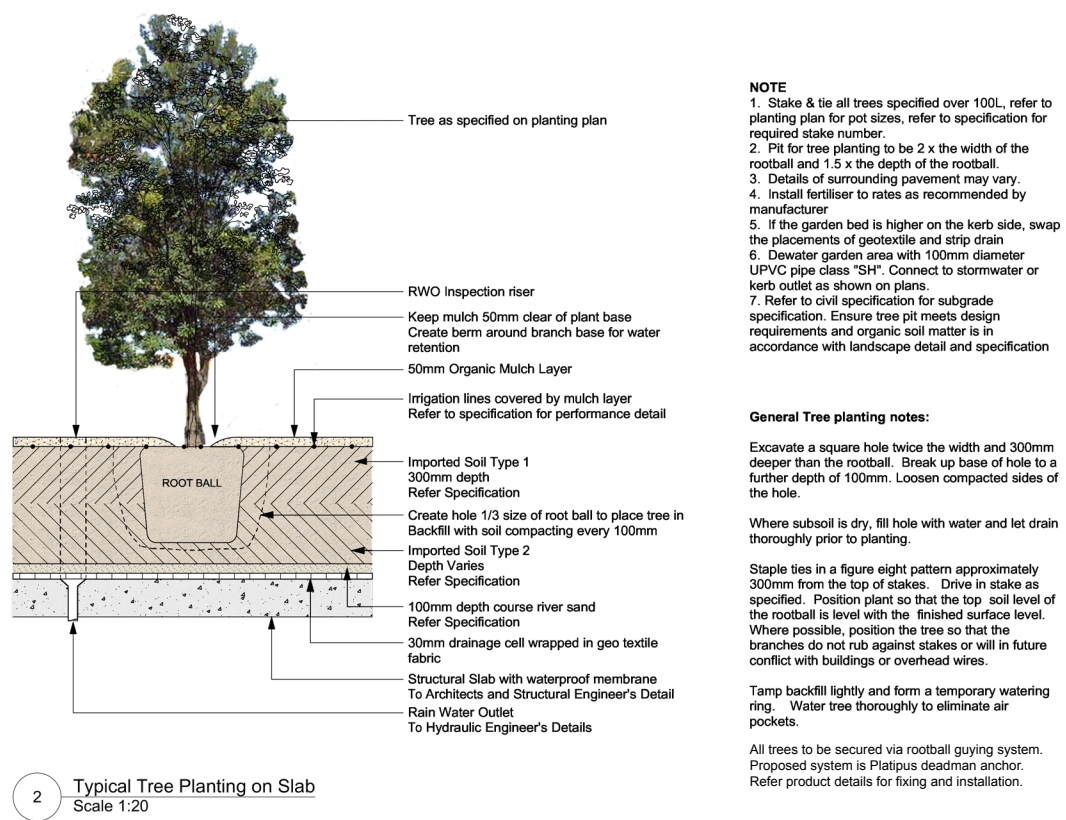 Tree as specified on planting plan
RWO Inspection riser
Keep mulch 50mm clear of plant base
Create berm around branch base for water
retention
50mm Organic Mulch Layer
Irrigation lines covered by mulch layer
Refer to specification for performance detail
ROOT BALL
Imported Soil Type 1
300mm depth
Refer Specification
Create hole 1/3 size of root ball to place tree in
Backfill with soil compacting every 100mm
Imported Soil Type 2
Depth Varies
Refer Specification
100mm depth course river sand
Refer Specification
30mm drainage cell wrapped in geo textile
fabric
Structural Slab with waterproof membrane
To Architects and Structural Engineer's Detail
Rain Water Outlet
To Hydraulic Engineer's Details
2
Typical Tree Planting on Slab
Scale 1:20
NOTE
1. Stake & tie all trees specified over 100L, refer to
planting plan for pot sizes, refer to specification for
required stake number.
2. Pit for tree planting to be 2 x the width of the
rootball and 1.5 x the depth of the rootball.
3. Details of surrounding pavement may vary.
4. Install fertiliser to rates as recommended by
manufacturer
5. If the garden bed is higher on the kerb side, swap
the placements of geotextile and strip drain
6. Dewater garden area with 100mm diameter
UPVC pipe class "SH". Connect to stormwater or
kerb outlet as shown on plans.
7. Refer to civil specification for subgrade
specification. Ensure tree pit meets design
requirements and organic soil matter is in
accordance with landscape detail and specification
General Tree planting notes:
Excavate a square hole twice the width and 300mm
deeper than the rootball. Break up base of hole to a
further depth of 100mm. Loosen compacted sides of
the hole.
Where subsoil is dry, fill hole with water and let drain
thoroughly prior to planting.
Staple ties in a figure eight pattern approximately
300mm from the top of stakes. Drive in stake as
specified. Position plant so that the top soil level of
the rootball is level with the finished surface level.
Where possible, position the tree so that the
branches do not rub against stakes or will in future
conflict with buildings or overhead wires.
Tamp backfill lightly and form a temporary watering
ring. Water tree thoroughly to eliminate air
pockets.
All trees to be secured via rootball guying system.
Proposed system is Platipus deadman anchor.
Refer product details for fixing and installation.